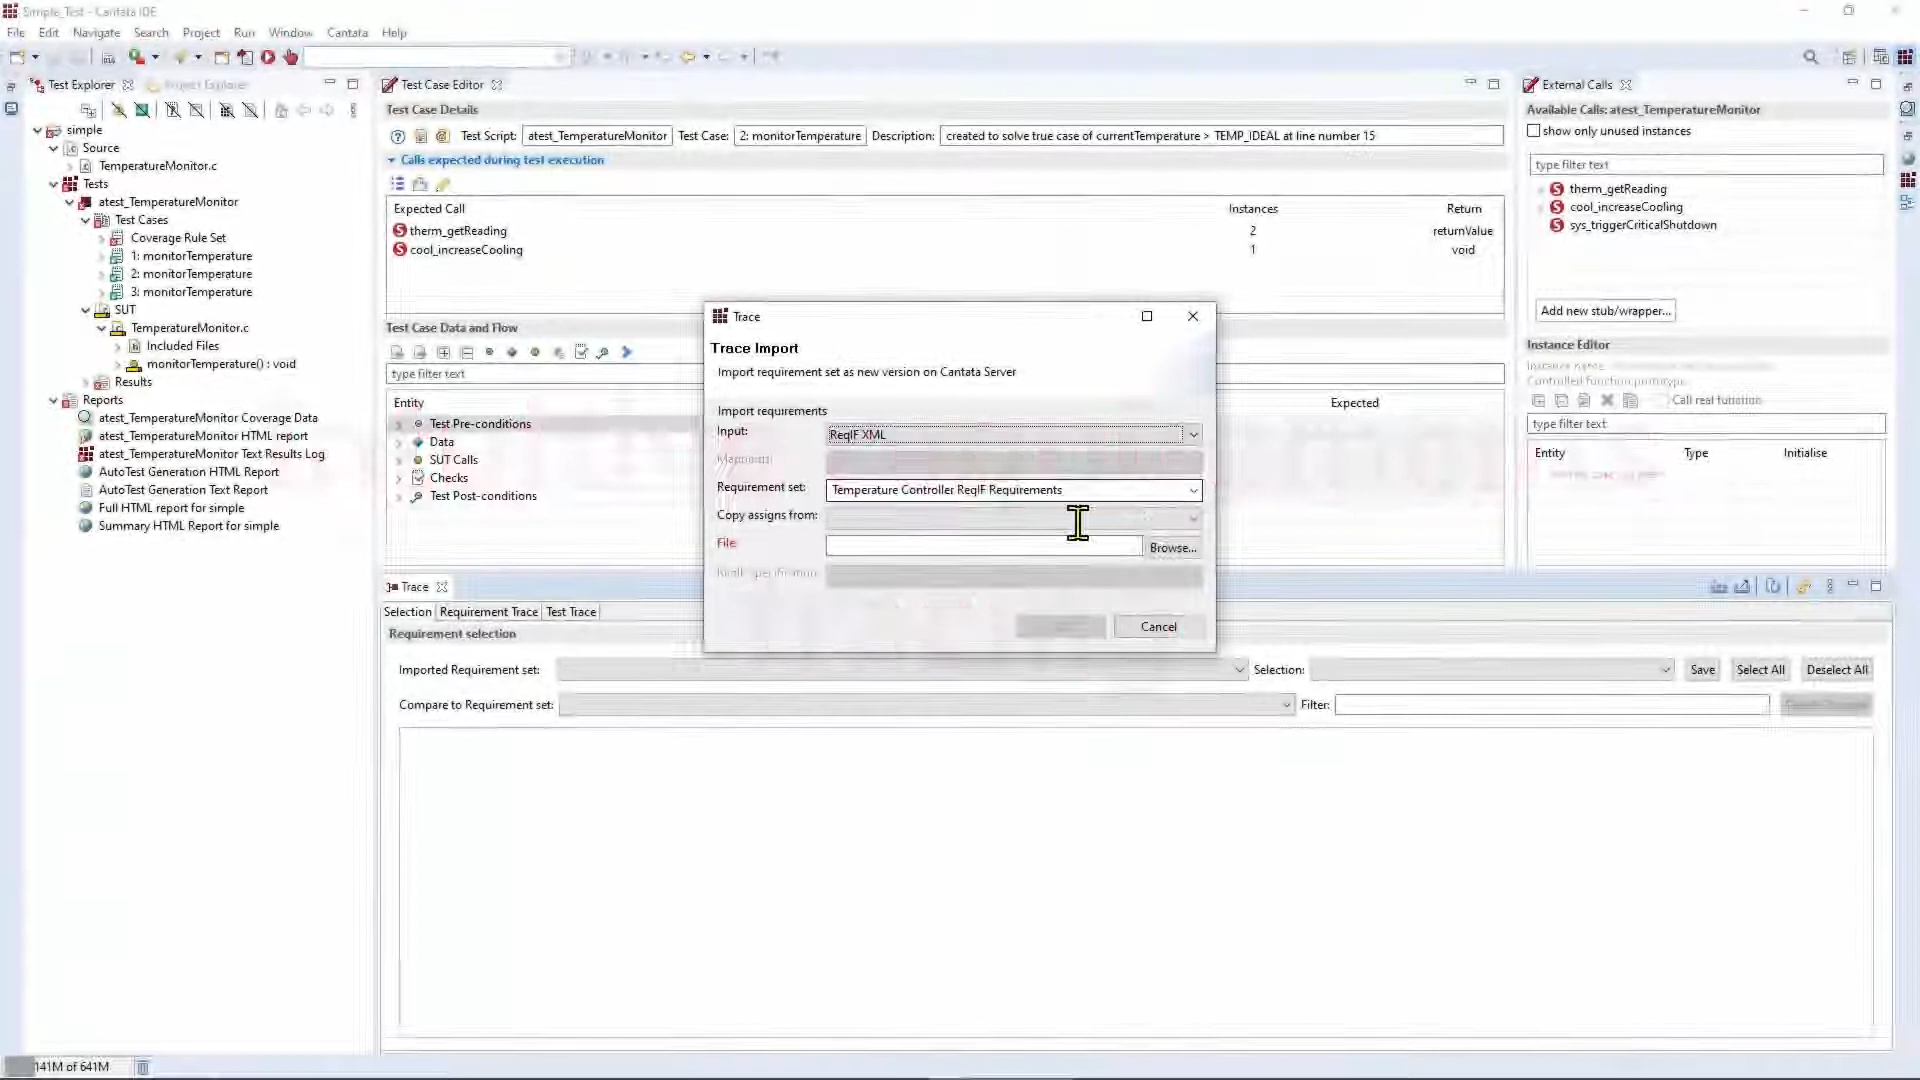 Simple_Test - Cantata IDE
File Edit Navigate Search Project Run Window Cantata Help
Test Explorer
Project Explorer
simple
Source
TemperatureMonitor.c
Tests
atest_TemperatureMonitor
Test Cases
Coverage Rule Set
1: monitorTemperature
2: monitorTemperature
3: monitorTemperature
SUT
TemperatureMonitor.c
Included Files
monitorTemperature() : void
Results
Reports
atest_TemperatureMonitor Coverage Data
atest_TemperatureMonitor HTML report
atest_TemperatureMonitor Text Results Log
AutoTest Generation HTML Report
AutoTest Generation Text Report
Full HTML report for simple
Summary HTML Report for simple
Test Case Editor
Test Case Details
Test Script: atest_TemperatureMonitor Test Case: 2: monitorTemperature Description: created to solve true case of currentTemperature > TEMP_IDEAL at line number 15
Calls expected during test execution
Expected Call Instances Return
therm_getReading 2 returnValue
cool_increaseCooling 1 void
Test Case Data and Flow
type filter text
Entity Expected
Test Pre-conditions
Data
SUT Calls
Checks
Test Post-conditions
Trace
Trace Import
Import requirement set as new version on Cantata Server
Import requirements
Input: ReqIF XML
Requirement set: Temperature Controller ReqIF Requirements
Copy assigns from:
File: Browse...
Cancel
External Calls
Available Calls: atest_TemperatureMonitor
show only unused instances
type filter text
therm_getReading
cool_increaseCooling
sys_triggerCriticalShutdown
Add new stub/wrapper...
Instance Editor
Instance name:
Controlled function prototype:
Call real function
type filter text
Entity Type Initialise
Trace
Selection Requirement Trace Test Trace
Requirement selection
Imported Requirement set: Selection: Save Select All Deselect All
Compare to Requirement set: Filter:
141M of 641M